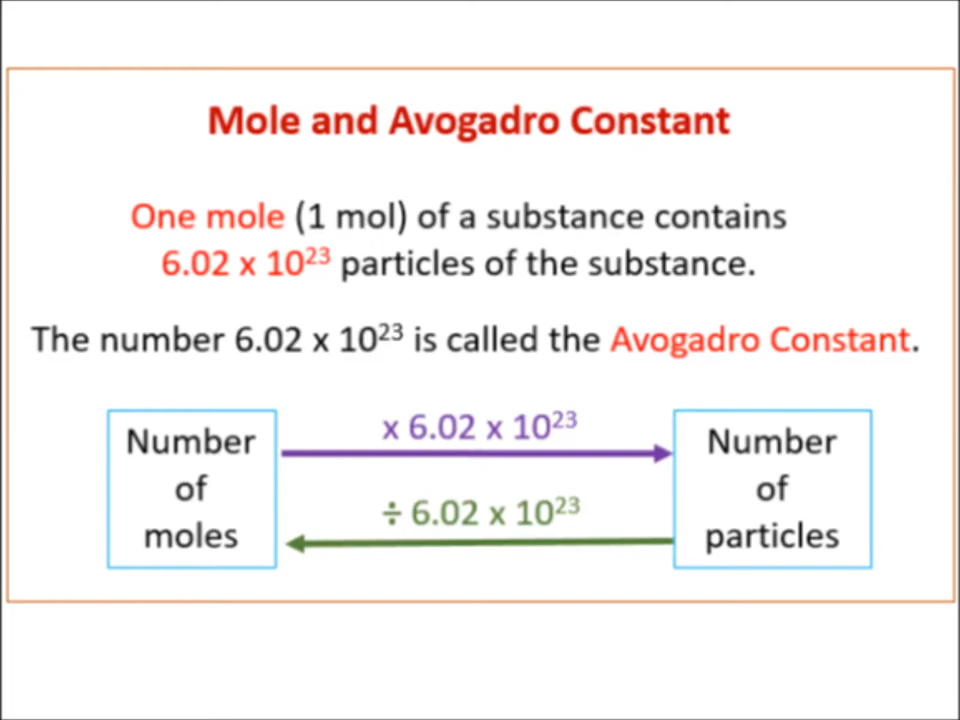 Mole and Avogadro Constant
One mole (1 mol) of a substance contains
6.02 x 10²³ particles of the substance.
The number 6.02 x 10²³ is called the Avogadro Constant.
Number
of
moles
x 6.02 x 10²³
÷ 6.02 x 10²³
Number
of
particles